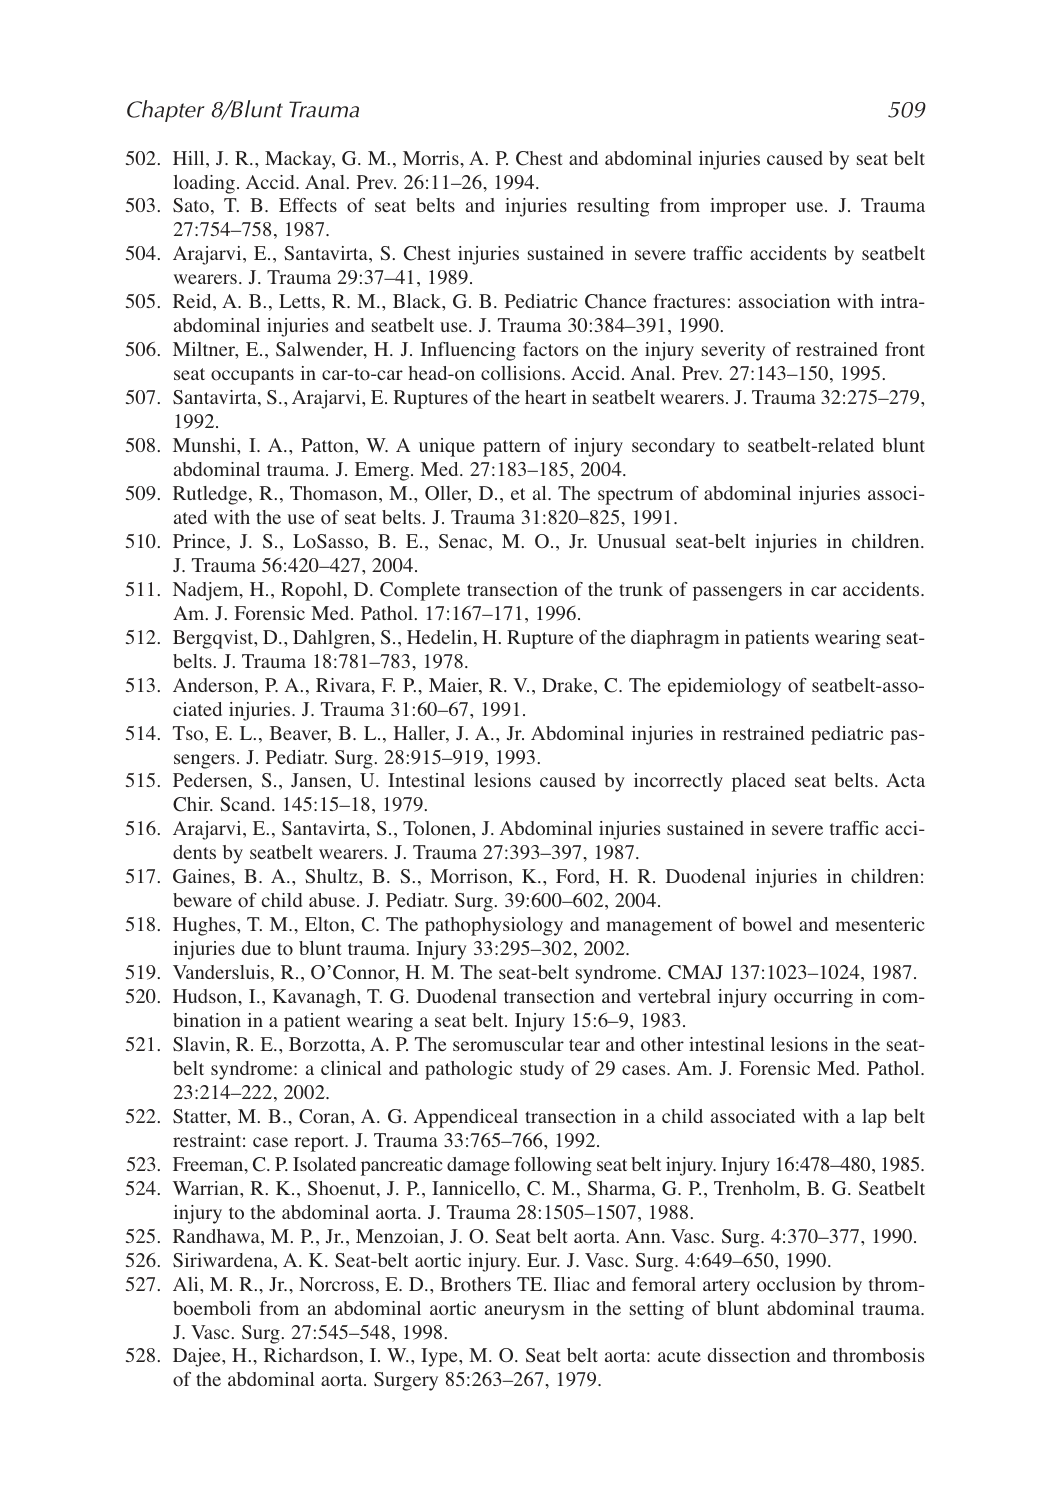 Chapter 8/Blunt Trauma 509
502. Hill, J. R., Mackay, G. M., Morris, A. P. Chest and abdominal injuries caused by seat belt
loading. Accid. Anal. Prev. 26:11–26, 1994.
503. Sato, T. B. Effects of seat belts and injuries resulting from improper use. J. Trauma
27:754–758, 1987.
504. Arajarvi, E., Santavirta, S. Chest injuries sustained in severe traffic accidents by seatbelt
wearers. J. Trauma 29:37–41, 1989.
505. Reid, A. B., Letts, R. M., Black, G. B. Pediatric Chance fractures: association with intra-
abdominal injuries and seatbelt use. J. Trauma 30:384–391, 1990.
506. Miltner, E., Salwender, H. J. Influencing factors on the injury severity of restrained front
seat occupants in car-to-car head-on collisions. Accid. Anal. Prev. 27:143–150, 1995.
507. Santavirta, S., Arajarvi, E. Ruptures of the heart in seatbelt wearers. J. Trauma 32:275–279,
1992.
508. Munshi, I. A., Patton, W. A unique pattern of injury secondary to seatbelt-related blunt
abdominal trauma. J. Emerg. Med. 27:183–185, 2004.
509. Rutledge, R., Thomason, M., Oller, D., et al. The spectrum of abdominal injuries associ-
ated with the use of seat belts. J. Trauma 31:820–825, 1991.
510. Prince, J. S., LoSasso, B. E., Senac, M. O., Jr. Unusual seat-belt injuries in children.
J. Trauma 56:420–427, 2004.
511. Nadjem, H., Ropohl, D. Complete transection of the trunk of passengers in car accidents.
Am. J. Forensic Med. Pathol. 17:167–171, 1996.
512. Bergqvist, D., Dahlgren, S., Hedelin, H. Rupture of the diaphragm in patients wearing seat-
belts. J. Trauma 18:781–783, 1978.
513. Anderson, P. A., Rivara, F. P., Maier, R. V., Drake, C. The epidemiology of seatbelt-asso-
ciated injuries. J. Trauma 31:60–67, 1991.
514. Tso, E. L., Beaver, B. L., Haller, J. A., Jr. Abdominal injuries in restrained pediatric pas-
sengers. J. Pediatr. Surg. 28:915–919, 1993.
515. Pedersen, S., Jansen, U. Intestinal lesions caused by incorrectly placed seat belts. Acta
Chir. Scand. 145:15–18, 1979.
516. Arajarvi, E., Santavirta, S., Tolonen, J. Abdominal injuries sustained in severe traffic acci-
dents by seatbelt wearers. J. Trauma 27:393–397, 1987.
517. Gaines, B. A., Shultz, B. S., Morrison, K., Ford, H. R. Duodenal injuries in children:
beware of child abuse. J. Pediatr. Surg. 39:600–602, 2004.
518. Hughes, T. M., Elton, C. The pathophysiology and management of bowel and mesenteric
injuries due to blunt trauma. Injury 33:295–302, 2002.
519. Vandersluis, R., O’Connor, H. M. The seat-belt syndrome. CMAJ 137:1023–1024, 1987.
520. Hudson, I., Kavanagh, T. G. Duodenal transection and vertebral injury occurring in com-
bination in a patient wearing a seat belt. Injury 15:6–9, 1983.
521. Slavin, R. E., Borzotta, A. P. The seromuscular tear and other intestinal lesions in the seat-
belt syndrome: a clinical and pathologic study of 29 cases. Am. J. Forensic Med. Pathol.
23:214–222, 2002.
522. Statter, M. B., Coran, A. G. Appendiceal transection in a child associated with a lap belt
restraint: case report. J. Trauma 33:765–766, 1992.
523. Freeman, C. P. Isolated pancreatic damage following seat belt injury. Injury 16:478–480, 1985.
524. Warrian, R. K., Shoenut, J. P., Iannicello, C. M., Sharma, G. P., Trenholm, B. G. Seatbelt
injury to the abdominal aorta. J. Trauma 28:1505–1507, 1988.
525. Randhawa, M. P., Jr., Menzoian, J. O. Seat belt aorta. Ann. Vasc. Surg. 4:370–377, 1990.
526. Siriwardena, A. K. Seat-belt aortic injury. Eur. J. Vasc. Surg. 4:649–650, 1990.
527. Ali, M. R., Jr., Norcross, E. D., Brothers TE. Iliac and femoral artery occlusion by throm-
boemboli from an abdominal aortic aneurysm in the setting of blunt abdominal trauma.
J. Vasc. Surg. 27:545–548, 1998.
528. Dajee, H., Richardson, I. W., Iype, M. O. Seat belt aorta: acute dissection and thrombosis
of the abdominal aorta. Surgery 85:263–267, 1979.